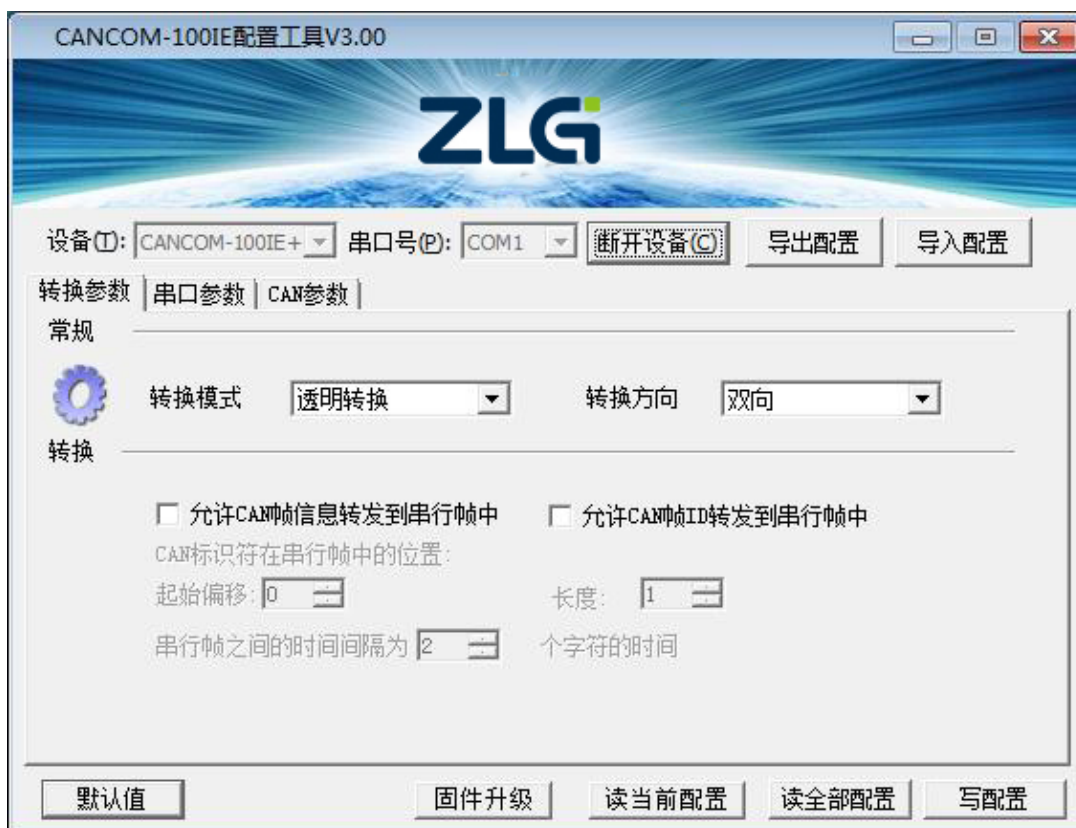 CANCOM-100IE配置工具V3.00
ZLG
设备(T): CANCOM-100IE+ 串口号(P): COM1 断开设备(C) 导出配置 导入配置
转换参数 串口参数 CAN参数
常规
转换模式 透明转换 转换方向 双向
转换
允许CAN帧信息转发到串行帧中 允许CAN帧ID转发到串行帧中
CAN标识符在串行帧中的位置:
起始偏移: 0 长度: 1
串行帧之间的时间间隔为 2 个字符的时间
默认值 固件升级 读当前配置 读全部配置 写配置